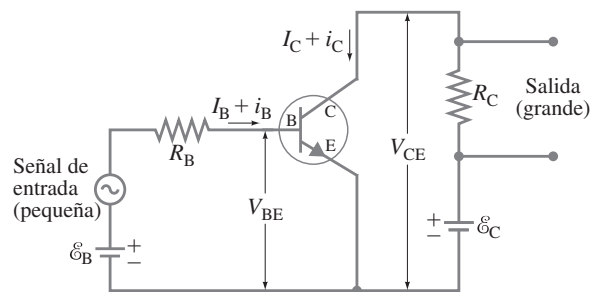 I_C + i_C
I_B + i_B
B
C
E
R_B
R_C
Salida
(grande)
V_CE
Señal de
entrada
(pequeña)
V_BE
ℰ_B
+
−
+
−
ℰ_C